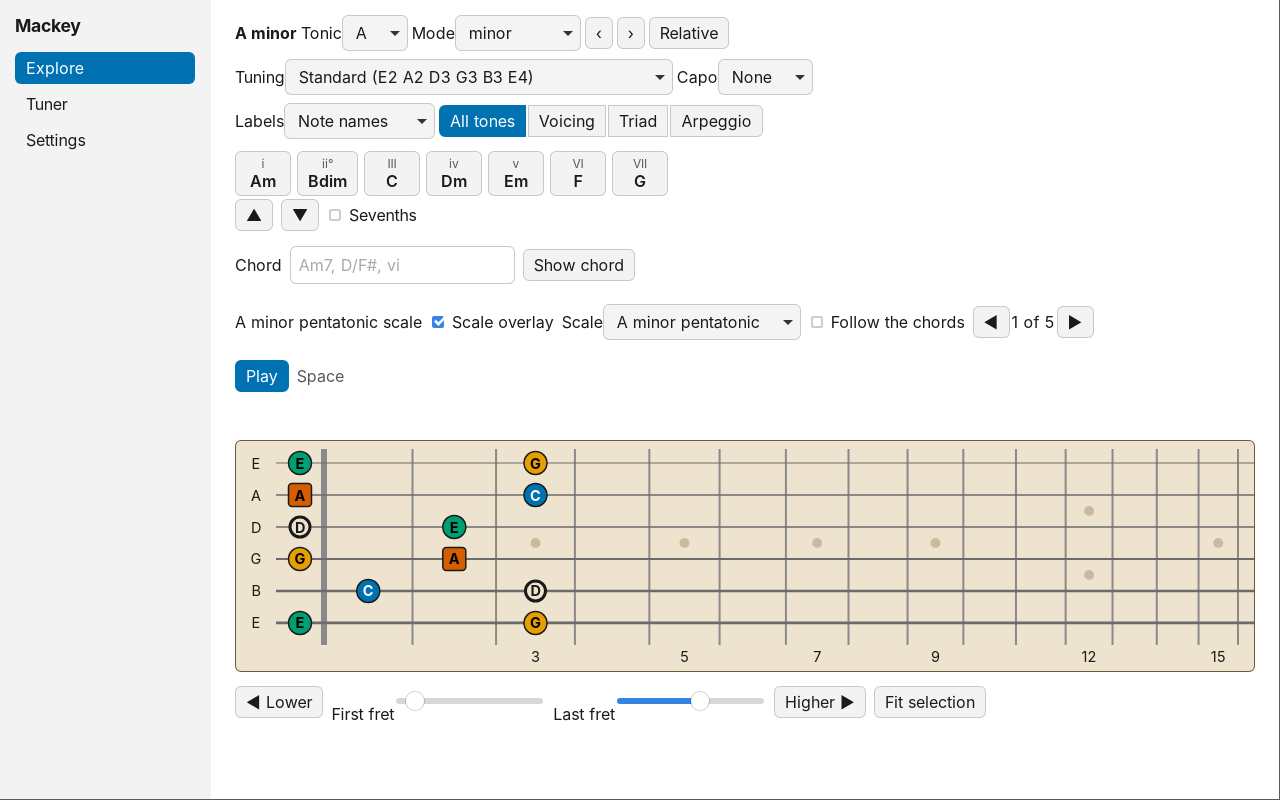 Mackey
Explore
Tuner
Settings
A minor Tonic A Mode minor ‹ › Relative
Tuning Standard (E2 A2 D3 G3 B3 E4) Capo None
Labels Note names All tones Voicing Triad Arpeggio
i ii° III iv v VI VII
Am Bdim C Dm Em F G
▲ ▼ Sevenths
Chord Am7, D/F#, vi Show chord
A minor pentatonic scale Scale overlay Scale A minor pentatonic Follow the chords ◀ 1 of 5 ▶
Play Space
E E G
A A C
D D E
G G A
B C D
E E G
3 5 7 9 12 15
◀ Lower First fret Last fret Higher ▶ Fit selection